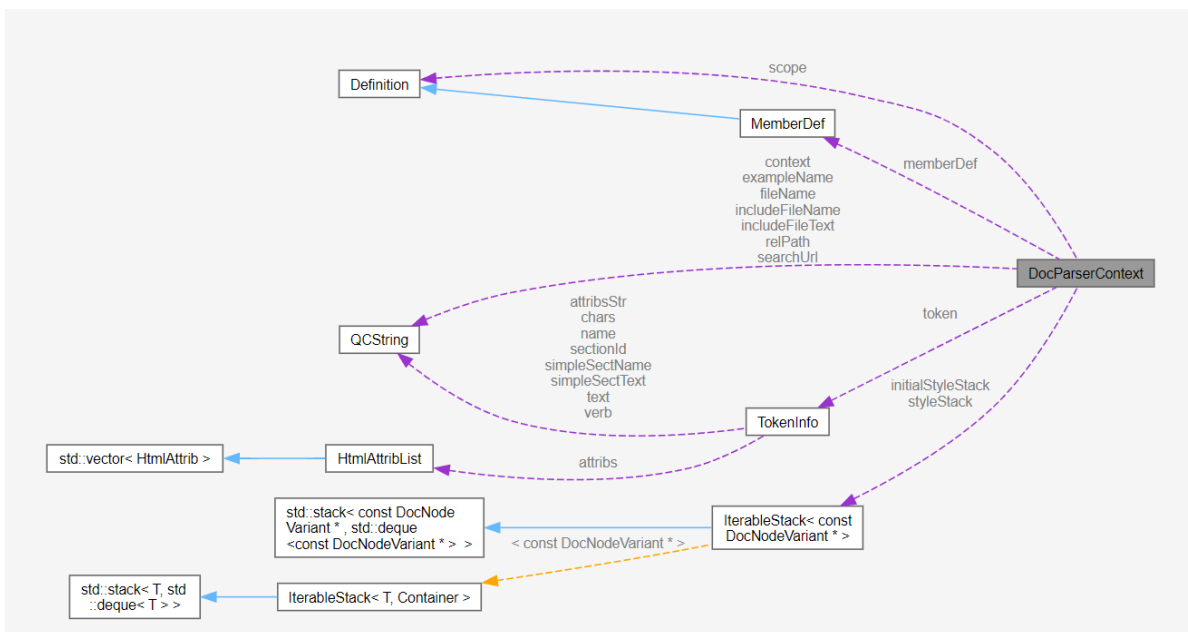 scope
Definition
MemberDef
context
exampleName
fileName
includeFileName
includeFileText
relPath
searchUrl
memberDef
DocParserContext
attribsStr
chars
name
sectionId
simpleSectName
simpleSectText
text
verb
QCString
token
initialStyleStack
styleStack
TokenInfo
std::vector< HtmlAttrib >
HtmlAttribList
attribs
std::stack< const DocNode
Variant * , std::deque
<const DocNodeVariant * > >
< const DocNodeVariant * >
IterableStack< const
DocNodeVariant * >
std::stack< T, std
::deque< T > >
IterableStack< T, Container >